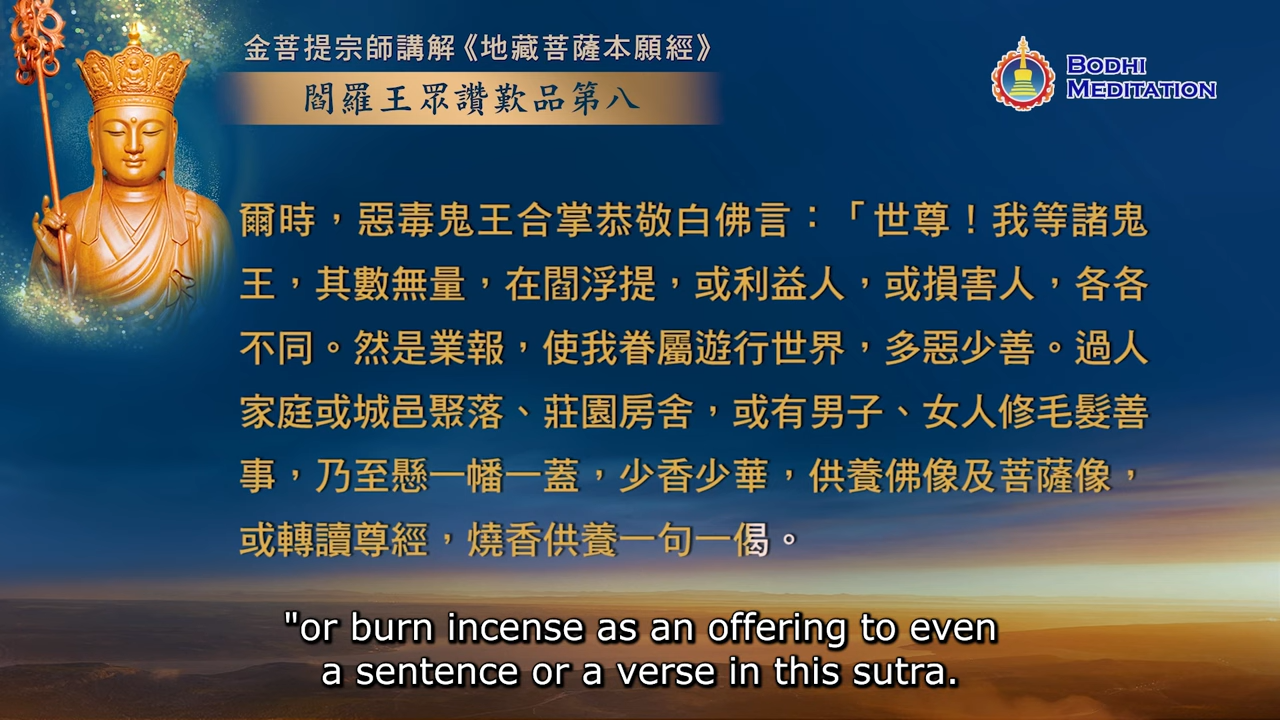 金菩提宗師講解《地藏菩薩本願經》
閻羅王眾讚歎品第八
BODHI
MEDITATION
爾時，惡毒鬼王合掌恭敬白佛言：「世尊！我等諸鬼
王，其數無量，在閻浮提，或利益人，或損害人，各各
不同。然是業報，使我眷屬遊行世界，多惡少善。過人
家庭或城邑聚落、莊園房舍，或有男子、女人修毛髮善
事，乃至懸一幡一蓋，少香少華，供養佛像及菩薩像，
或轉讀尊經，燒香供養一句一偈。
"or burn incense as an offering to even
a sentence or a verse in this sutra.